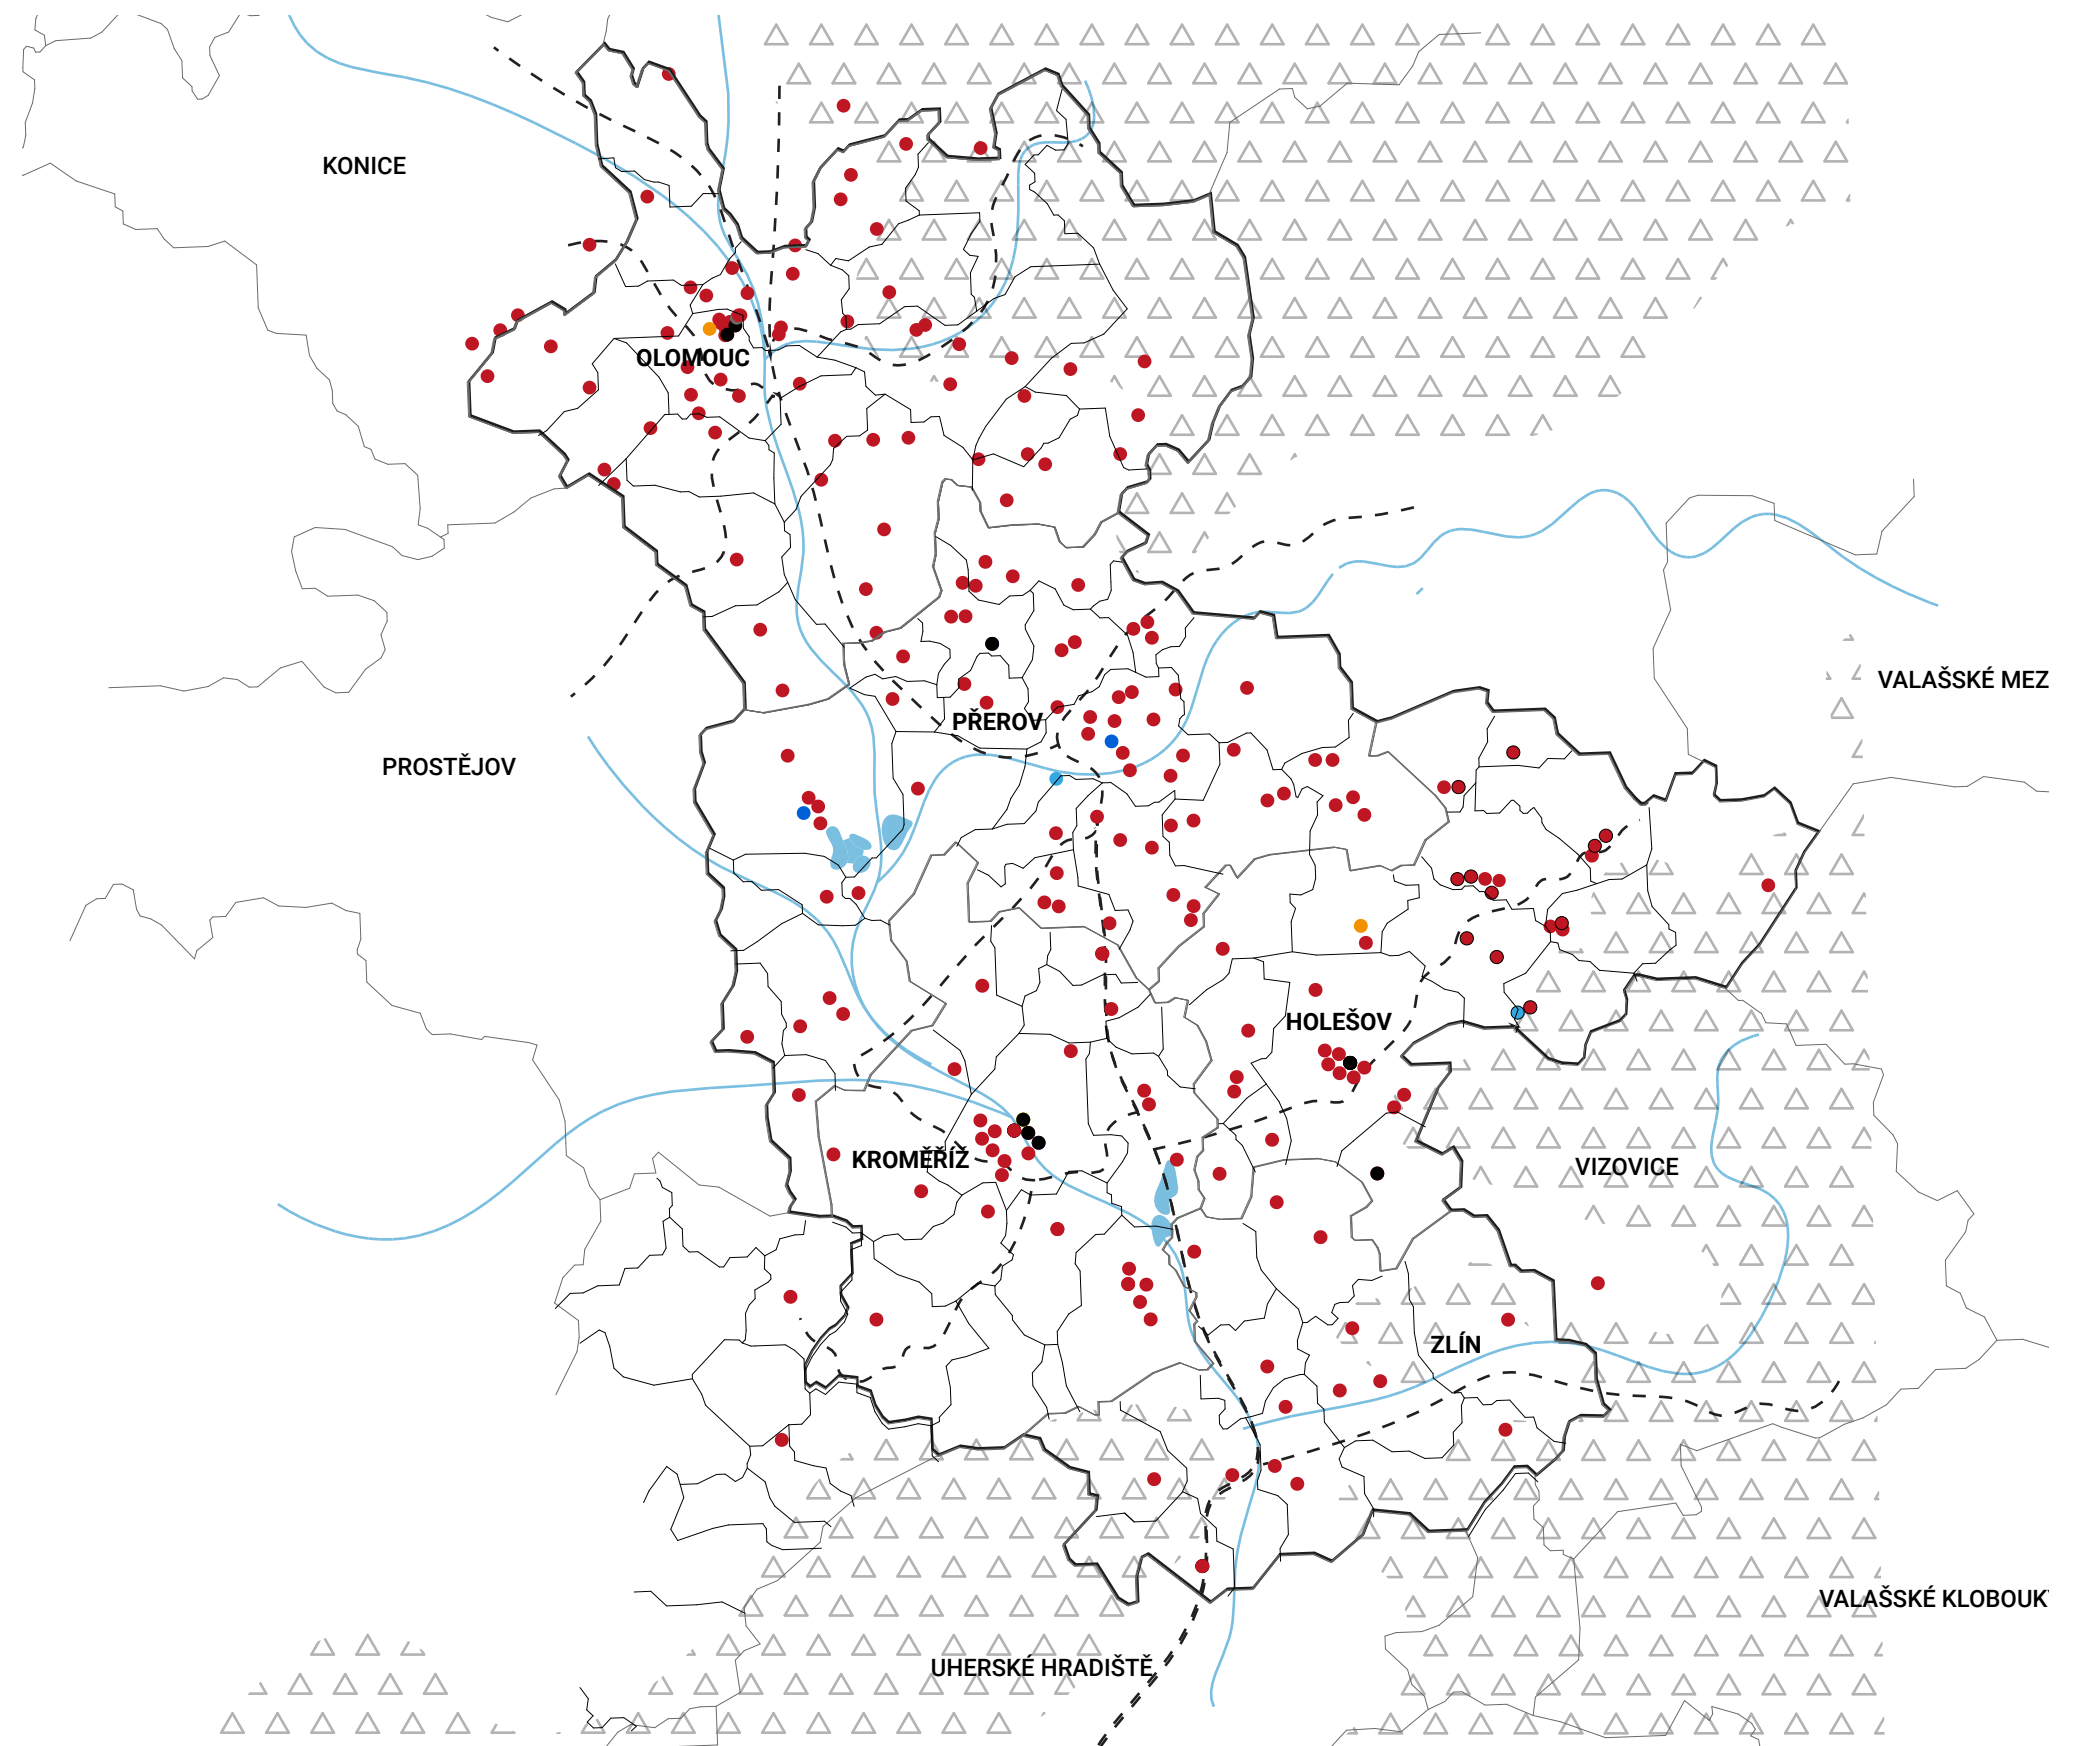 KONICE
OLOMOUC
VALAŠSKÉ MEZ
PŘEROV
PROSTĚJOV
HOLEŠOV
KROMĚŘÍŽ
VIZOVICE
ZLÍN
VALAŠSKÉ KLOBOUK
UHERSKÉ HRADIŠTĚ